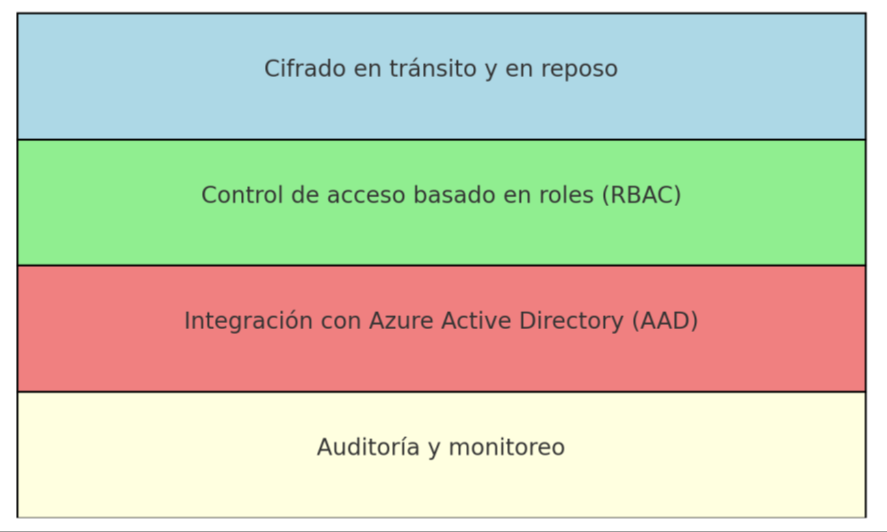 Cifrado en tránsito y en reposo
Control de acceso basado en roles (RBAC)
Integración con Azure Active Directory (AAD)
Auditoría y monitoreo